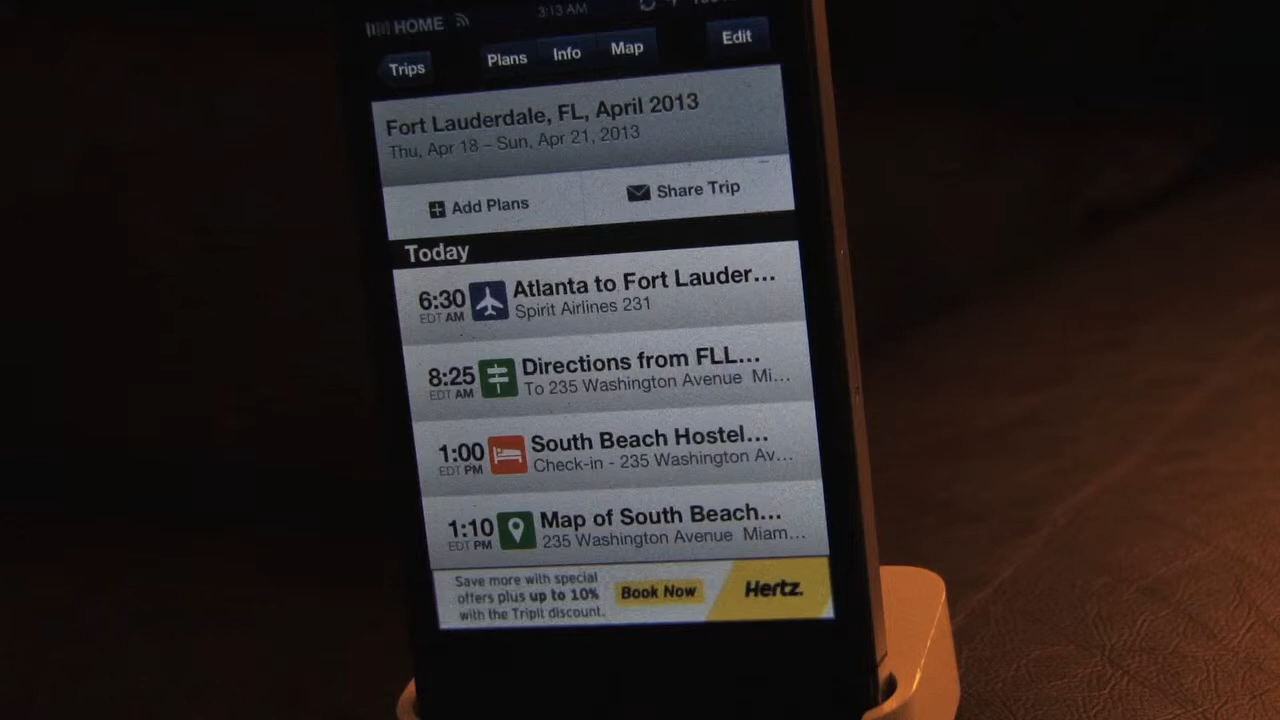 HOME 3:13 AM
Trips Plans Info Map Edit
Fort Lauderdale, FL, April 2013
Thu, Apr 18 – Sun, Apr 21, 2013
Add Plans Share Trip
Today
6:30 EDT AM Atlanta to Fort Lauder...
Spirit Airlines 231
8:25 EDT AM Directions from FLL...
To 235 Washington Avenue Mi...
1:00 EDT PM South Beach Hostel...
Check-in - 235 Washington Av...
1:10 EDT PM Map of South Beach...
235 Washington Avenue Miam...
Save more with special
offers plus up to 10%
with the TripIt discount.
Book Now
Hertz.